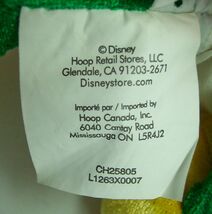 © Disney
Hoop Retail Stores, LLC
Glendale, CA 91203-2671
Disneystore.com
Importé par / Imported by
Hoop Canada, Inc.
6040 Cantay Road
Mississauga ON L5R4J2
CH25805
L1263X0007